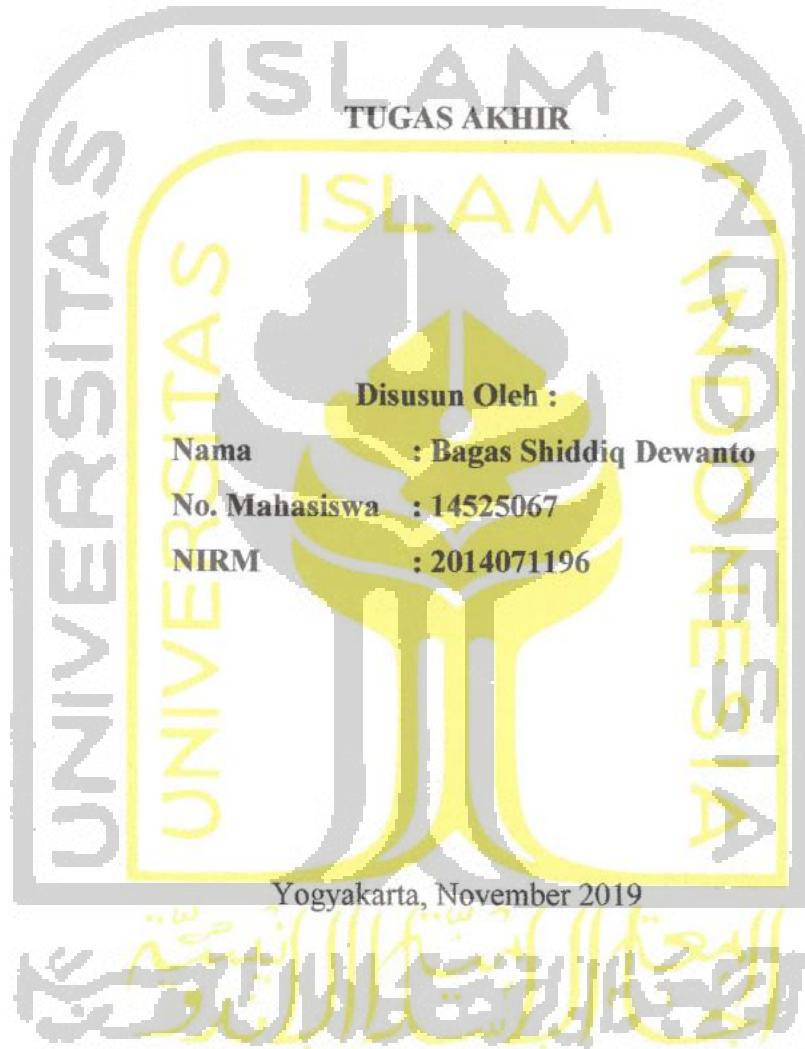 UNIVERSITAS ISLAM INDONESIA
TUGAS AKHIR
UNIVERSITAS ISLAM INDONESIA
Disusun Oleh :
Nama : Bagas Shiddiq Dewanto
No. Mahasiswa : 14525067
NIRM : 2014071196
Yogyakarta, November 2019